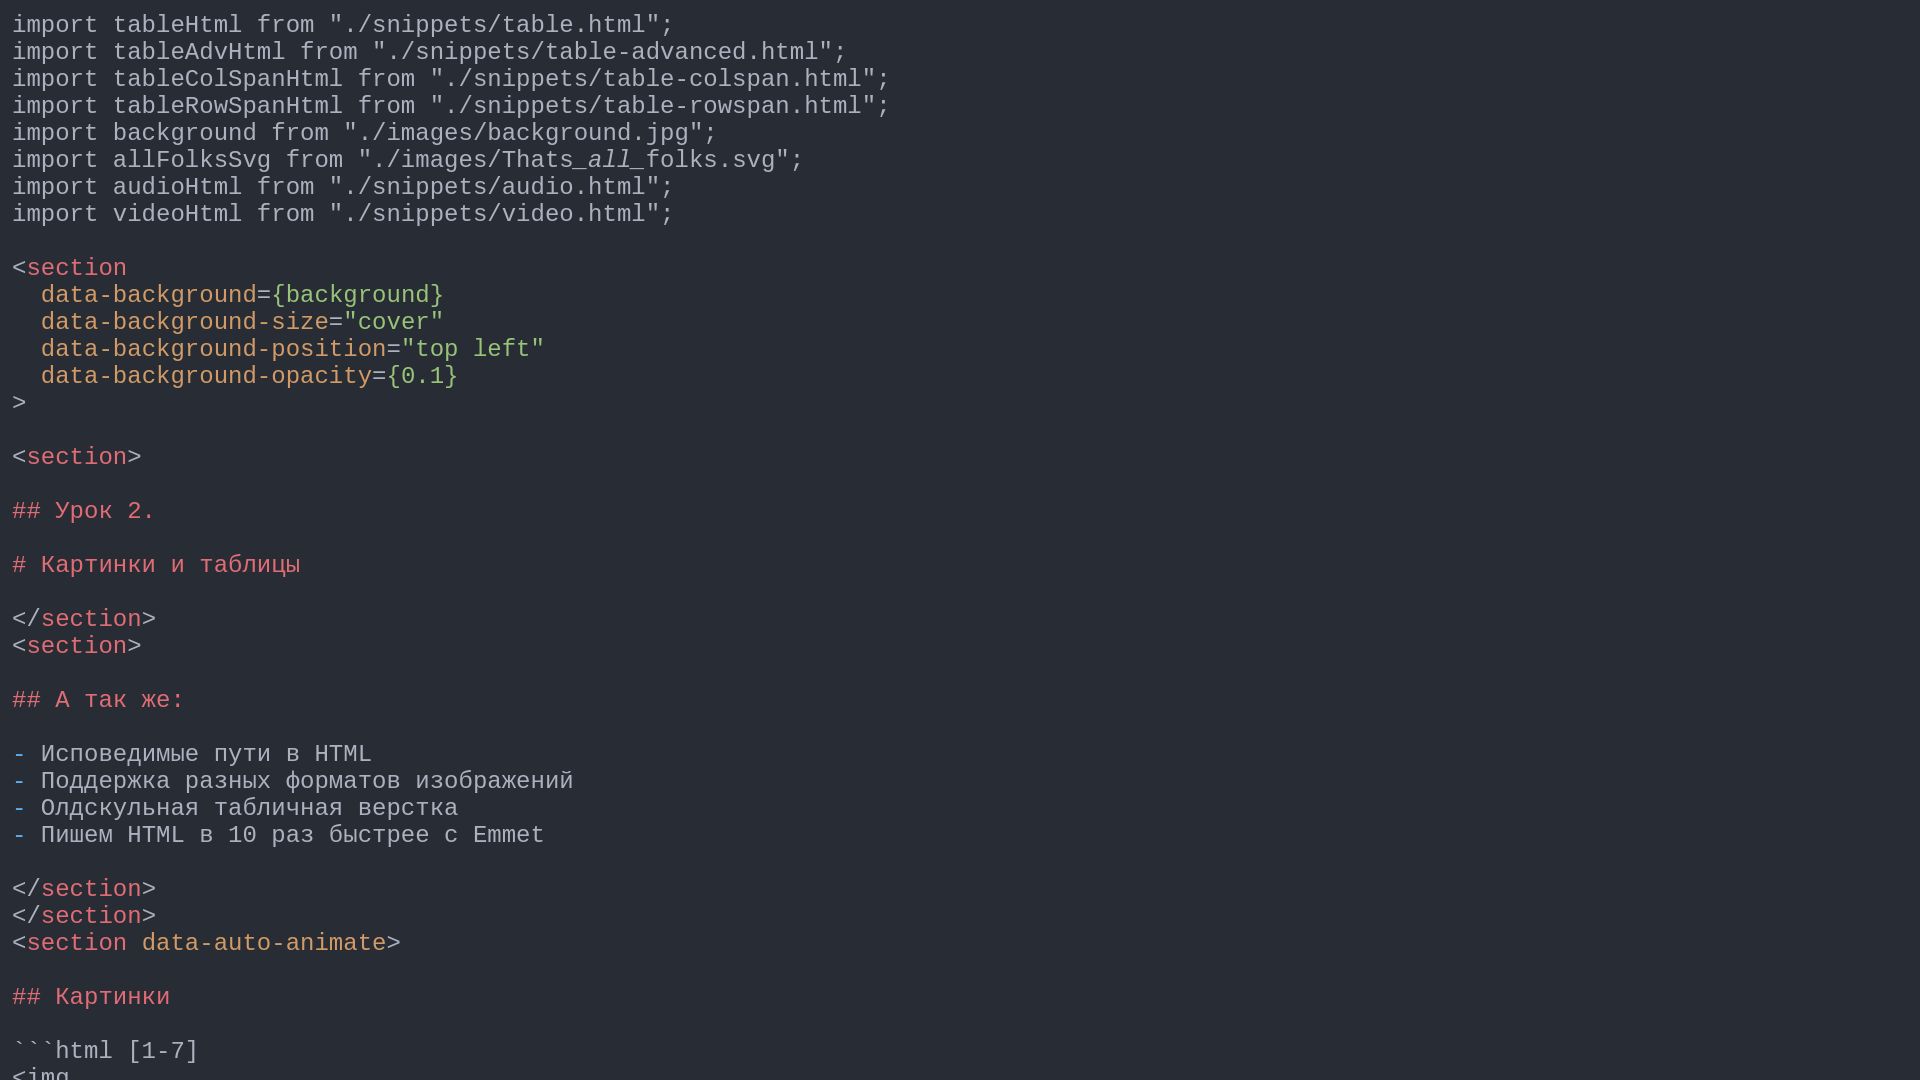 import tableHtml from "./snippets/table.html";
import tableAdvHtml from "./snippets/table-advanced.html";
import tableColSpanHtml from "./snippets/table-colspan.html";
import tableRowSpanHtml from "./snippets/table-rowspan.html";
import background from "./images/background.jpg";
import allFolksSvg from "./images/Thats_all_folks.svg";
import audioHtml from "./snippets/audio.html";
import videoHtml from "./snippets/video.html";
<section
data-background={background}
data-background-size="cover"
data-background-position="top left"
data-background-opacity={0.1}
>
<section>
## Урок 2.
# Картинки и таблицы
</section>
<section>
## А так же:
- Исповедимые пути в HTML
- Поддержка разных форматов изображений
- Олдскульная табличная верстка
- Пишем HTML в 10 раз быстрее с Emmet
</section>
</section>
<section data-auto-animate>
## Картинки
```html [1-7]
<img